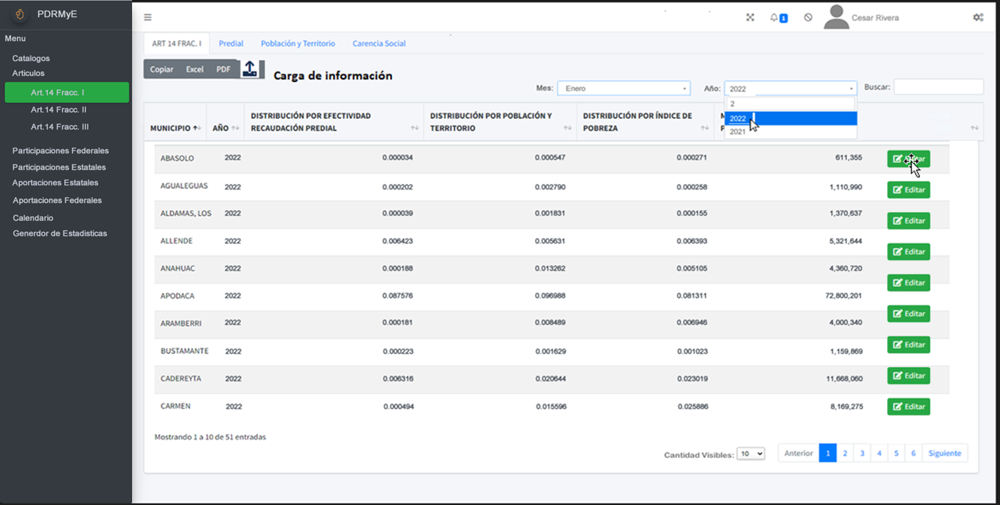 PDRMyE
Menu
Catalogos
Articulos
Art.14 Fracc. I
Art.14 Fracc. II
Art.14 Fracc. III
Participaciones Federales
Participaciones Estatales
Aportaciones Estatales
Aportaciones Federales
Calendario
Generdor de Estadisticas
1
Cesar Rivera
ART 14 FRAC. I Predial Población y Territorio Carencia Social
Copiar Excel PDF Carga de información
Mes: Enero Año: 2022 Buscar:
2
2022
2021
MUNICIPIO AÑO DISTRIBUCIÓN POR EFECTIVIDAD RECAUDACIÓN PREDIAL DISTRIBUCIÓN POR POBLACIÓN Y TERRITORIO DISTRIBUCIÓN POR ÍNDICE DE POBREZA
ABASOLO 2022 0.000034 0.000547 0.000271 611,355
AGUALEGUAS 2022 0.000202 0.002790 0.000258 1,110,990 Editar
ALDAMAS, LOS 2022 0.000039 0.001831 0.000155 1,370,637 Editar
ALLENDE 2022 0.006423 0.005631 0.006393 5,321,644 Editar
ANAHUAC 2022 0.000188 0.013262 0.005105 4,360,720 Editar
APODACA 2022 0.087576 0.096988 0.081311 72,800,201 Editar
ARAMBERRI 2022 0.000181 0.008489 0.006946 4,000,340 Editar
BUSTAMANTE 2022 0.000223 0.001629 0.001023 1,159,869 Editar
CADEREYTA 2022 0.006316 0.020644 0.023019 11,668,060 Editar
CARMEN 2022 0.000494 0.015596 0.025886 8,169,275 Editar
Mostrando 1 a 10 de 51 entradas
Cantidad Visibles: 10 Anterior 1 2 3 4 5 6 Siguiente